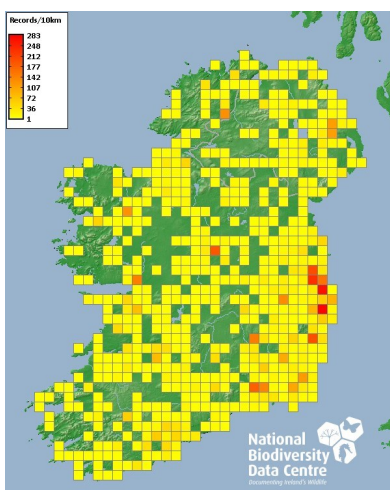 Records/10km
283
248
212
177
142
107
72
36
1
National
Biodiversity
Data Centre
Documenting Ireland's Wildlife